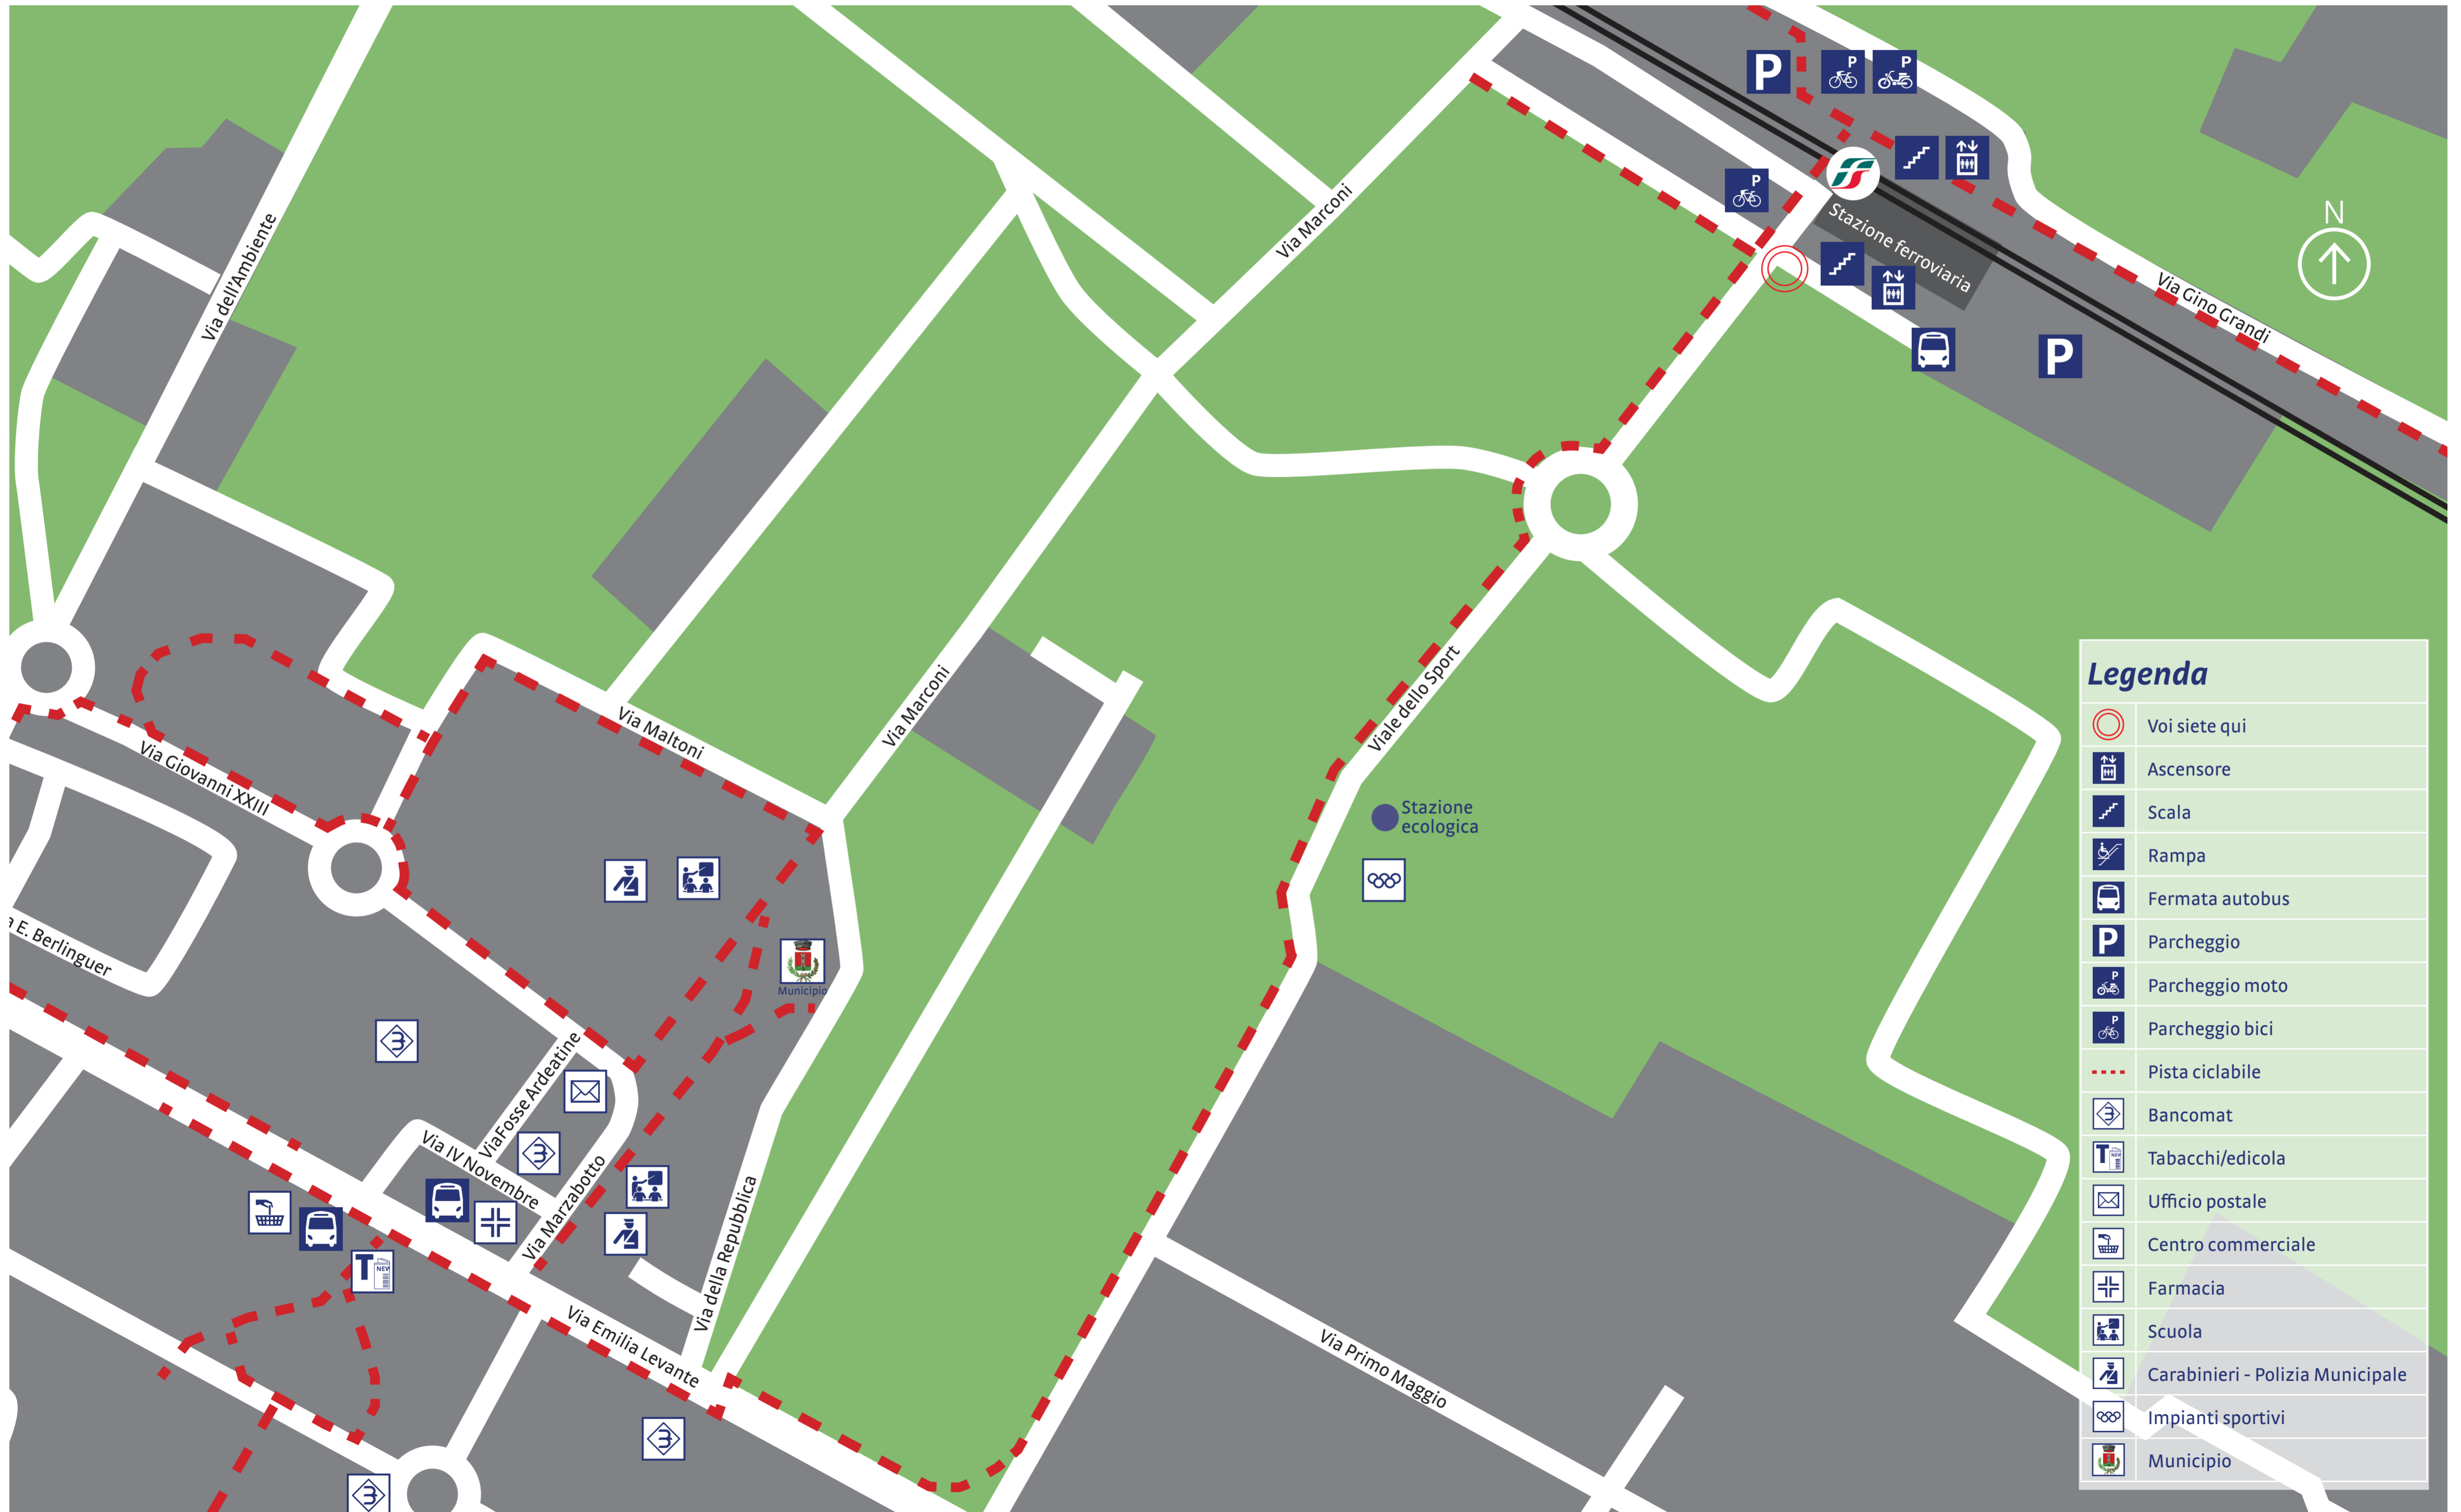 P
P
P
P
Stazione ferroviaria
N
Via Marconi
Via dell'Ambiente
Via Gino Grandi
P
Via Marconi
Viale dello Sport
Via Maltoni
Via Giovanni XXIII
Stazione
ecologica
a E. Berlinguer
Municipio
ViaFosse Ardeatine
Via IV Novembre
Via Marzabotto
Via della Repubblica
T NEW
Via Emilia Levante
Via Primo Maggio
Legenda
Voi siete qui
Ascensore
Scala
Rampa
Fermata autobus
P Parcheggio
P Parcheggio moto
P Parcheggio bici
Pista ciclabile
Bancomat
T NEW Tabacchi/edicola
Ufficio postale
Centro commerciale
Farmacia
Scuola
Carabinieri - Polizia Municipale
Impianti sportivi
Municipio